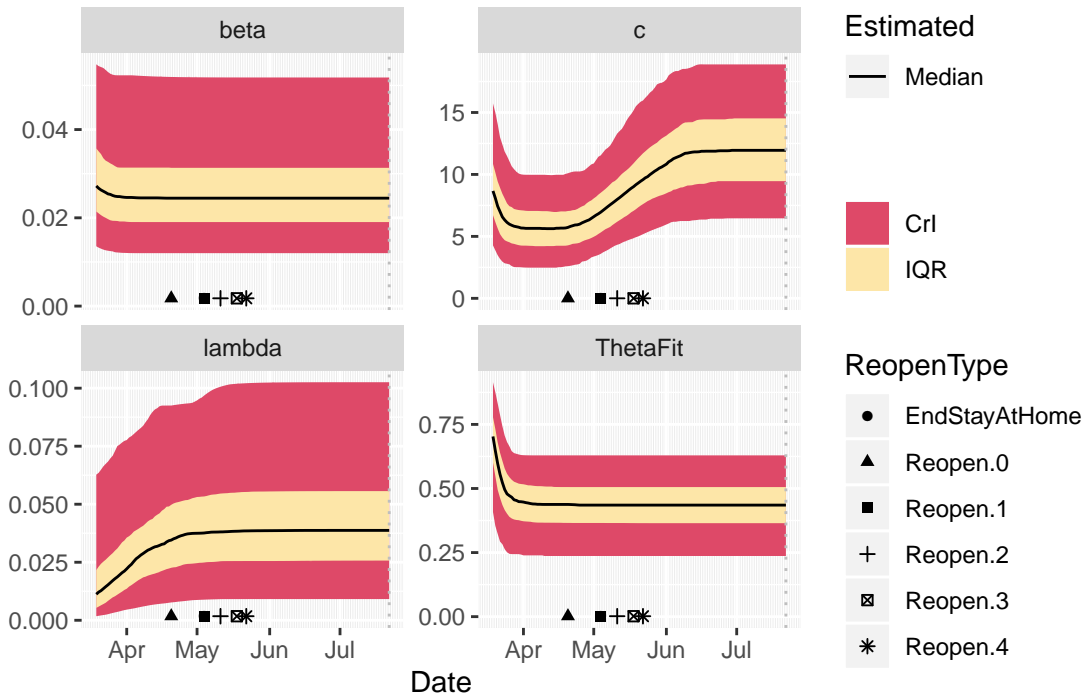 beta
c
0.04
0.02
0.00
15
10
5
0
lambda
ThetaFit
0.100
0.075
0.050
0.025
0.000
0.75
0.50
0.25
0.00
Apr May Jun Jul
Apr May Jun Jul
Date
Estimated
Median
CrI
IQR
ReopenType
EndStayAtHome
Reopen.0
Reopen.1
Reopen.2
Reopen.3
Reopen.4